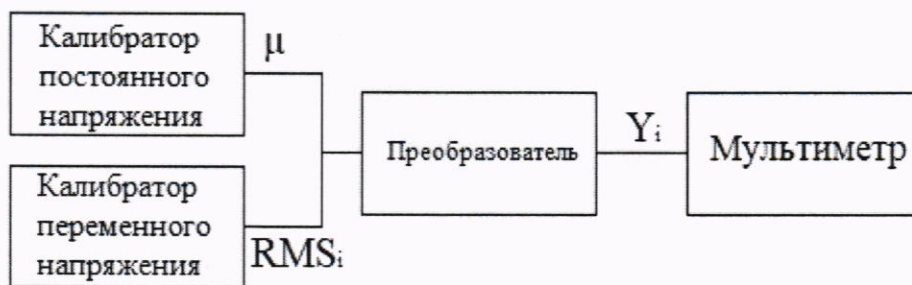 Калибратор
постоянного
напряжения
μ
Калибратор
переменного
напряжения
RMSi
Преобразователь
Yi
Мультиметр